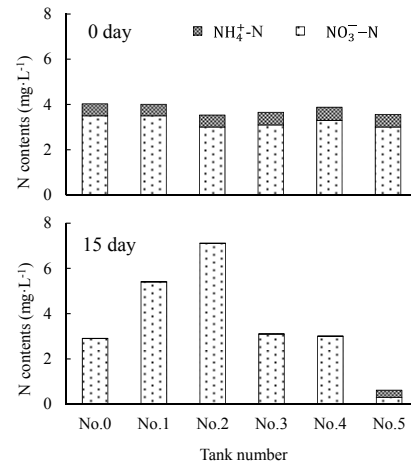 8
6
4
2
0
N contents (mg·L⁻¹)
0 day
NH₄⁺-N
NO₃⁻–N
8
6
4
2
0
N contents (mg·L⁻¹)
15 day
No.0 No.1 No.2 No.3 No.4 No.5
Tank number